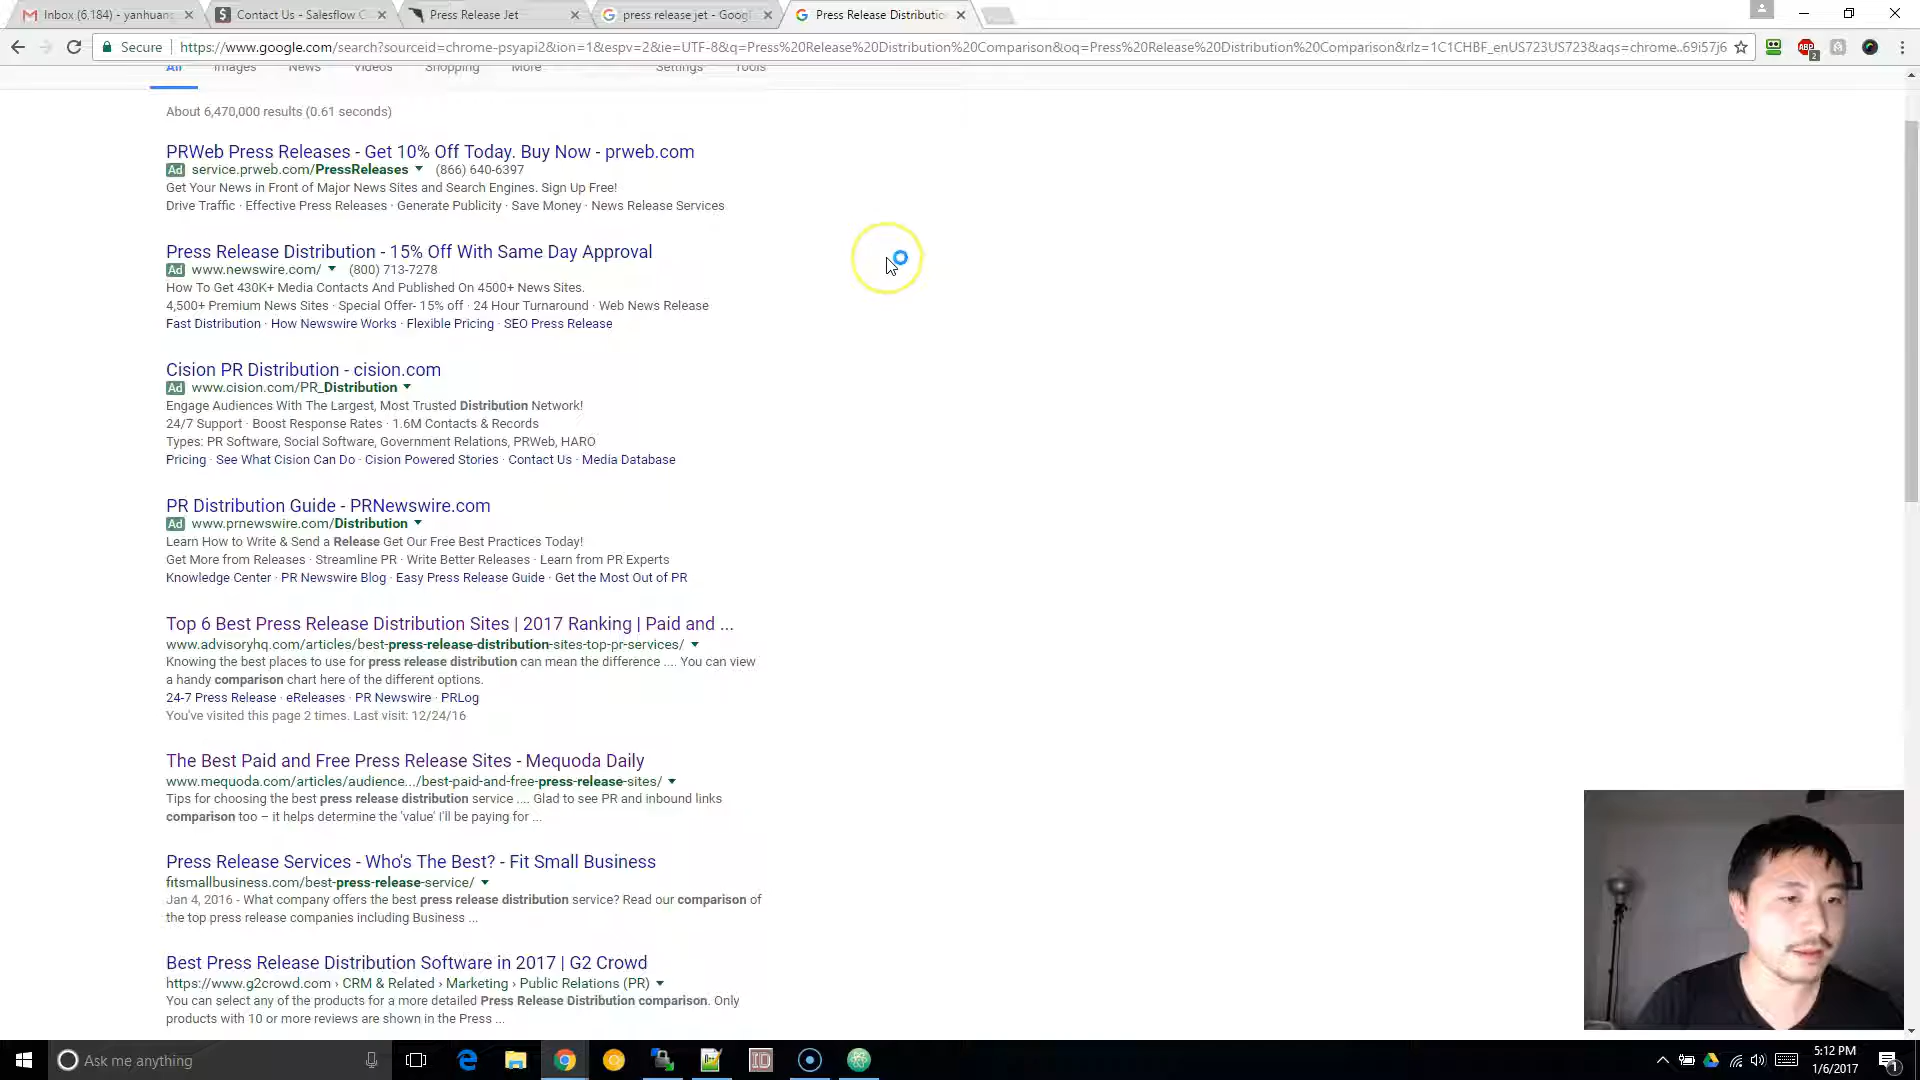 Inbox (6,184) - yanhuang
Contact Us - Salesflow C
Press Release Jet
press release jet - Googl
Press Release Distributio
Secure
https://www.google.com/search?sourceid=chrome-psyapi2&ion=1&espv=2&ie=UTF-8&q=Press%20Release%20Distribution%20Comparison&oq=Press%20Release%20Distribution%20Comparison&rlz=1C1CHBF_enUS723US723&aqs=chrome..69i57j6
2
All Images News Videos Shopping More Settings Tools
About 6,470,000 results (0.61 seconds)
PRWeb Press Releases - Get 10% Off Today. Buy Now - prweb.com
Ad service.prweb.com/PressReleases (866) 640-6397
Get Your News in Front of Major News Sites and Search Engines. Sign Up Free!
Drive Traffic · Effective Press Releases · Generate Publicity · Save Money · News Release Services
Press Release Distribution - 15% Off With Same Day Approval
Ad www.newswire.com/ (800) 713-7278
How To Get 430K+ Media Contacts And Published On 4500+ News Sites.
4,500+ Premium News Sites · Special Offer- 15% off · 24 Hour Turnaround · Web News Release
Fast Distribution · How Newswire Works · Flexible Pricing · SEO Press Release
Cision PR Distribution - cision.com
Ad www.cision.com/PR_Distribution
Engage Audiences With The Largest, Most Trusted Distribution Network!
24/7 Support · Boost Response Rates · 1.6M Contacts & Records
Types: PR Software, Social Software, Government Relations, PRWeb, HARO
Pricing · See What Cision Can Do · Cision Powered Stories · Contact Us · Media Database
PR Distribution Guide - PRNewswire.com
Ad www.prnewswire.com/Distribution
Learn How to Write & Send a Release Get Our Free Best Practices Today!
Get More from Releases · Streamline PR · Write Better Releases · Learn from PR Experts
Knowledge Center · PR Newswire Blog · Easy Press Release Guide · Get the Most Out of PR
Top 6 Best Press Release Distribution Sites | 2017 Ranking | Paid and ...
www.advisoryhq.com/articles/best-press-release-distribution-sites-top-pr-services/
Knowing the best places to use for press release distribution can mean the difference .... You can view
a handy comparison chart here of the different options.
24-7 Press Release · eReleases · PR Newswire · PRLog
You've visited this page 2 times. Last visit: 12/24/16
The Best Paid and Free Press Release Sites - Mequoda Daily
www.mequoda.com/articles/audience.../best-paid-and-free-press-release-sites/
Tips for choosing the best press release distribution service .... Glad to see PR and inbound links
comparison too – it helps determine the 'value' I'll be paying for ...
Press Release Services - Who's The Best? - Fit Small Business
fitsmallbusiness.com/best-press-release-service/
Jan 4, 2016 - What company offers the best press release distribution service? Read our comparison of
the top press release companies including Business ...
Best Press Release Distribution Software in 2017 | G2 Crowd
https://www.g2crowd.com › CRM & Related › Marketing › Public Relations (PR)
You can select any of the products for a more detailed Press Release Distribution comparison. Only
products with 10 or more reviews are shown in the Press ...
Ask me anything
5:12 PM
1/6/2017
1